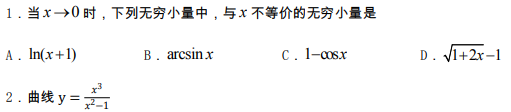 1．当 x→0 时，下列无穷小量中，与 x 不等价的无穷小量是
A．ln(x+1)  B．arcsin x  C．1−cosx  D．√(1+2x)−1
2．曲线 y = x³/(x²−1)